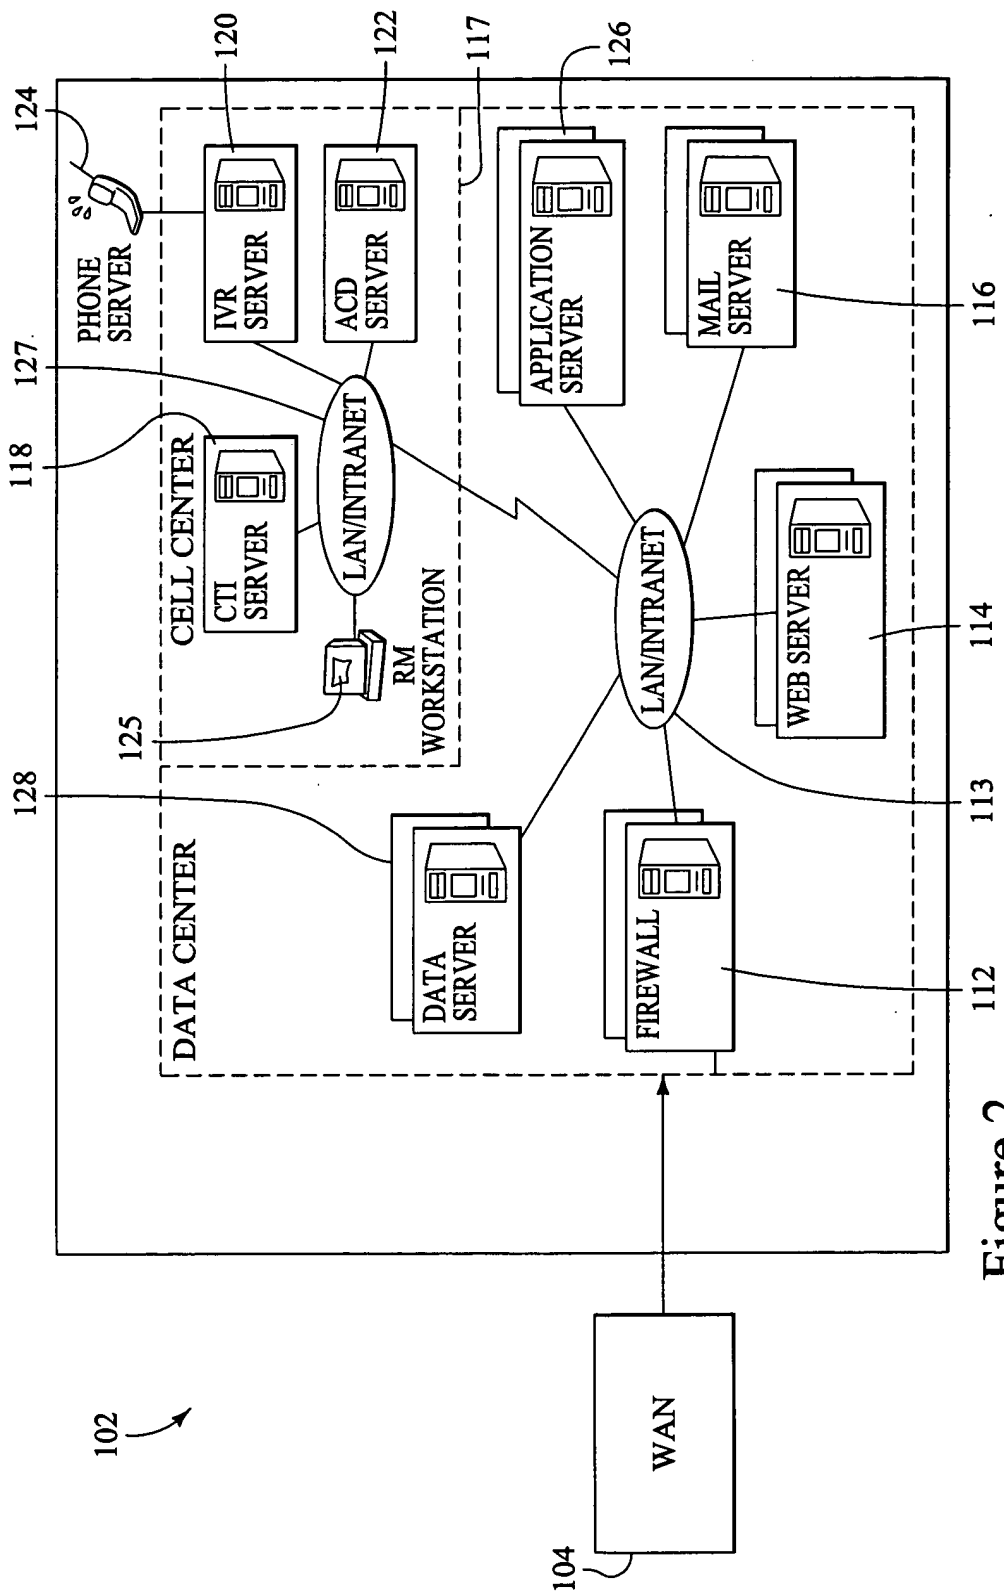 102
104
WAN
DATA CENTER
128
DATA
SERVER
FIREWALL
112
CELL CENTER
118
CTI
SERVER
125
RM
WORKSTATION
127
LAN/INTRANET
PHONE
SERVER
124
IVR
SERVER
120
ACD
SERVER
122
117
126
APPLICATION
SERVER
MAIL
SERVER
116
LAN/INTRANET
WEB SERVER
114
113
Figure 2